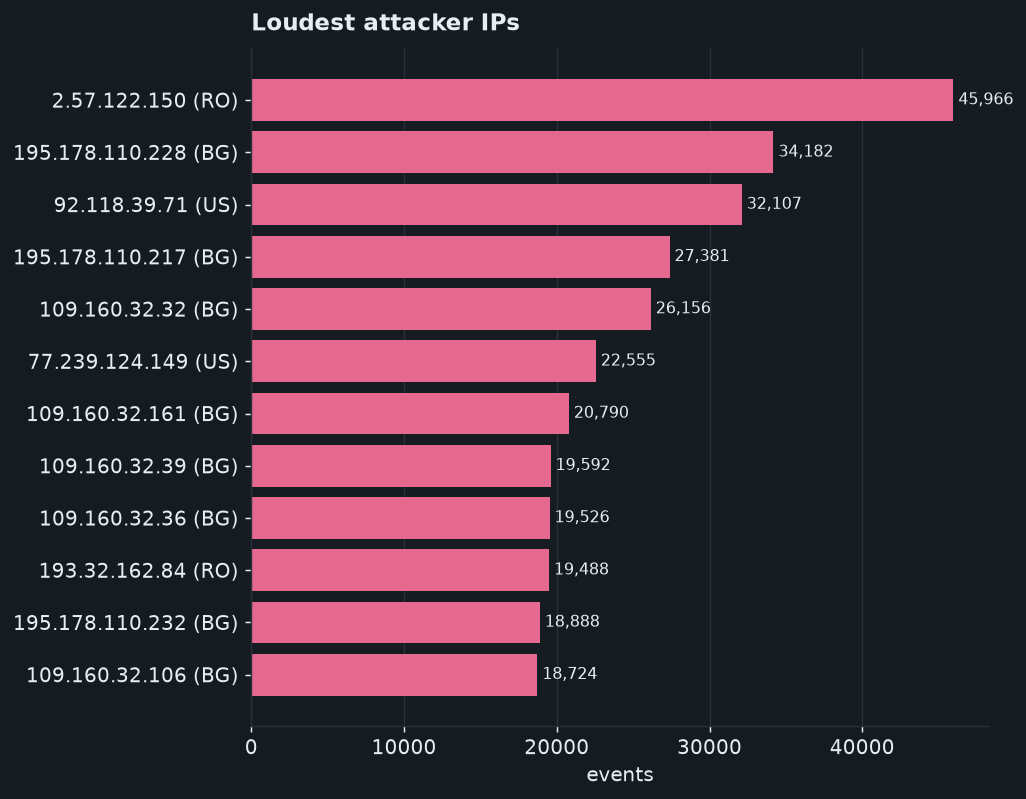 Loudest attacker IPs
2.57.122.150 (RO)
45,966
195.178.110.228 (BG)
34,182
92.118.39.71 (US)
32,107
195.178.110.217 (BG)
27,381
109.160.32.32 (BG)
26,156
77.239.124.149 (US)
22,555
109.160.32.161 (BG)
20,790
109.160.32.39 (BG)
19,592
109.160.32.36 (BG)
19,526
193.32.162.84 (RO)
19,488
195.178.110.232 (BG)
18,888
109.160.32.106 (BG)
18,724
0
10000
20000
30000
40000
events